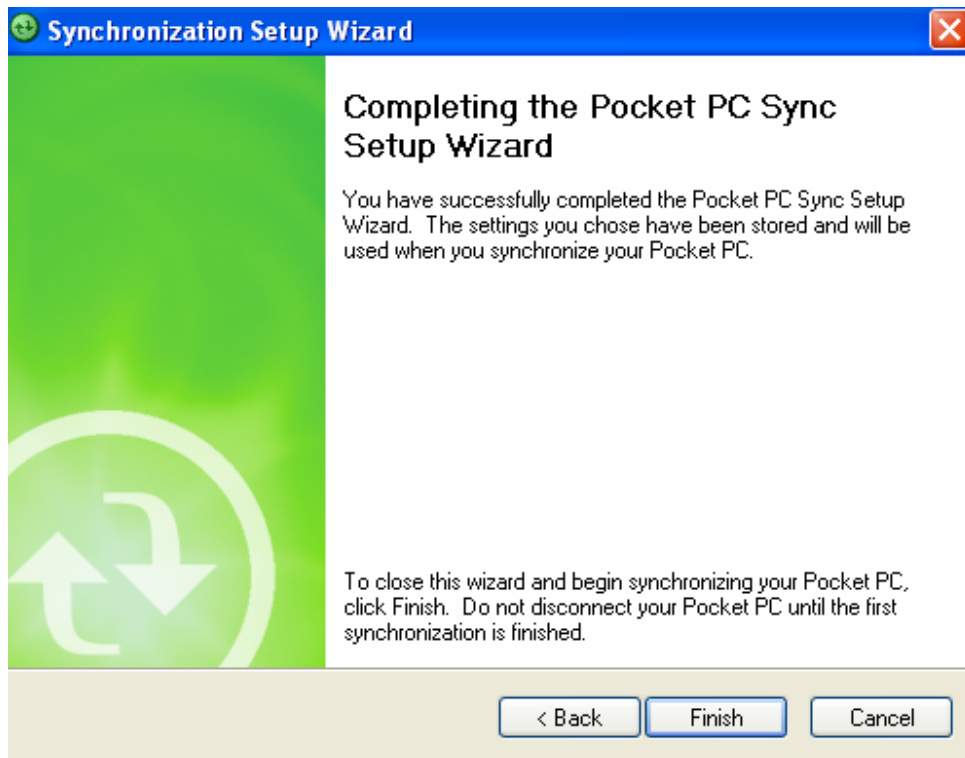 Synchronization Setup Wizard
Completing the Pocket PC Sync
Setup Wizard
You have successfully completed the Pocket PC Sync Setup
Wizard. The settings you chose have been stored and will be
used when you synchronize your Pocket PC.
To close this wizard and begin synchronizing your Pocket PC,
click Finish. Do not disconnect your Pocket PC until the first
synchronization is finished.
< Back Finish Cancel